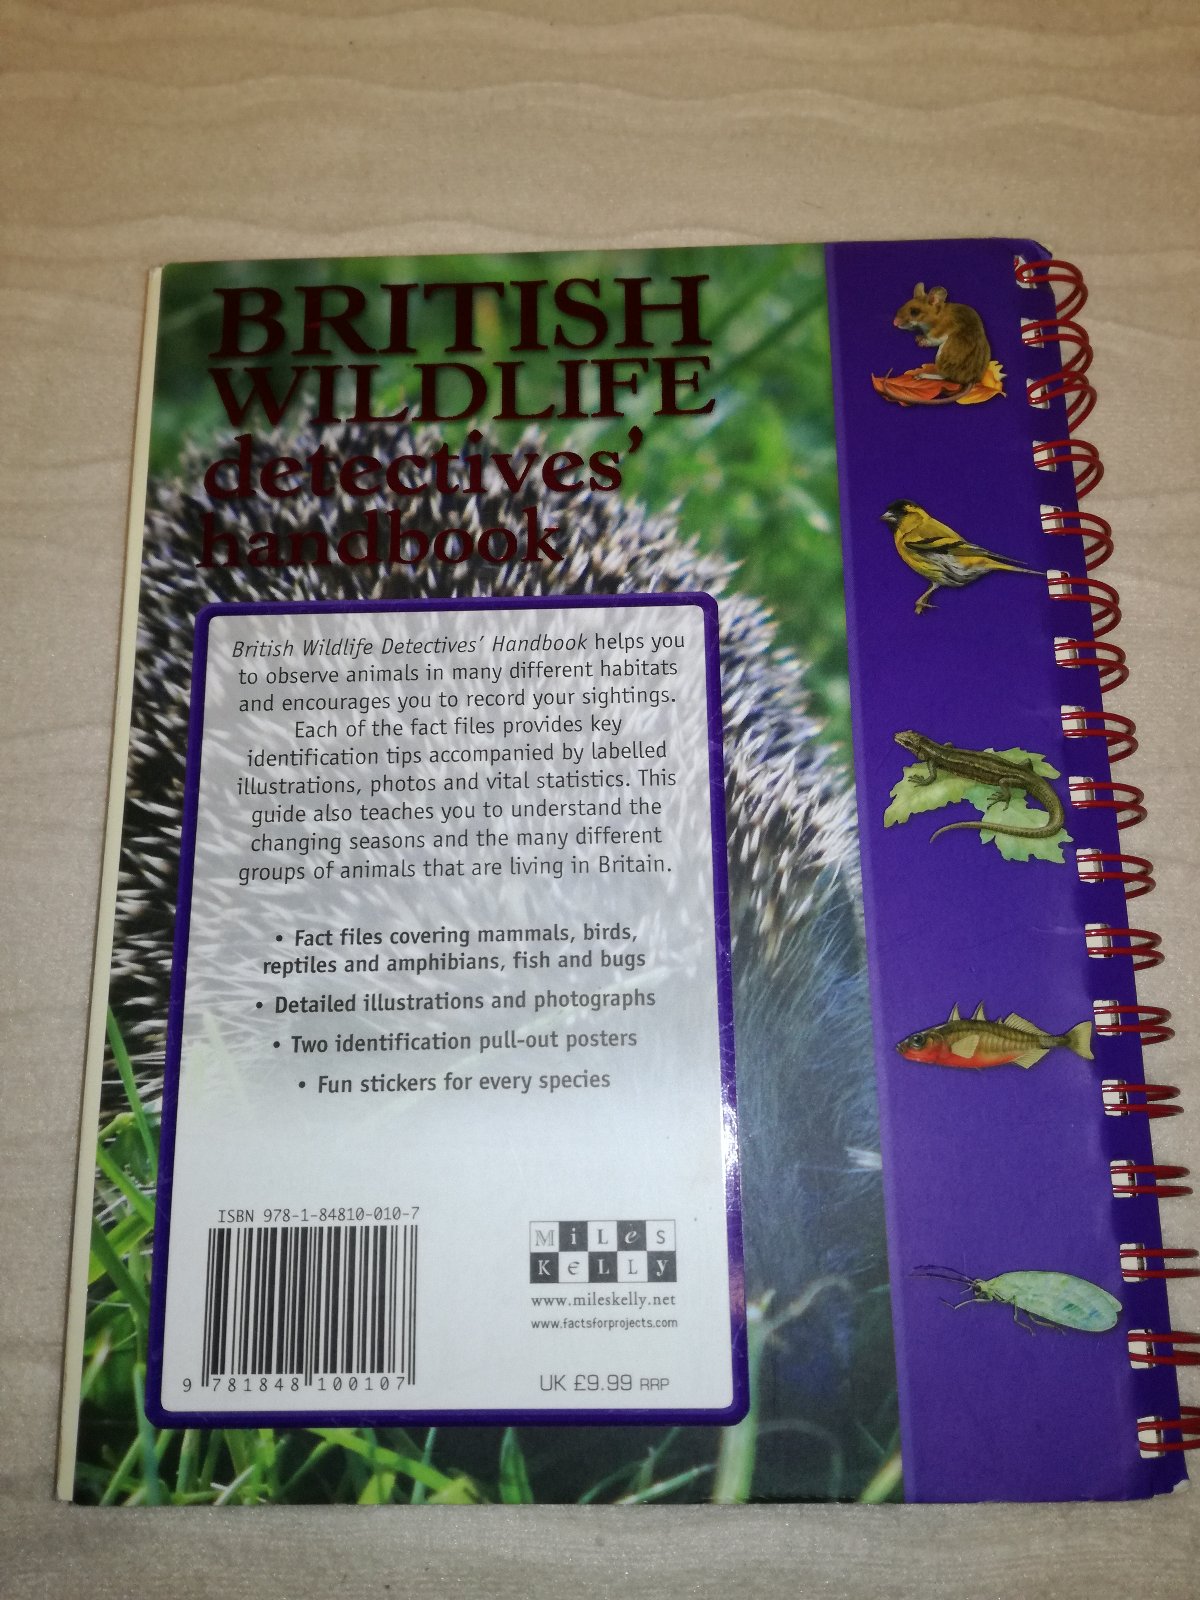 BRITISH
WILDLIFE
detectives'
handbook
British Wildlife Detectives' Handbook helps you
to observe animals in many different habitats
and encourages you to record your sightings.
Each of the fact files provides key
identification tips accompanied by labelled
illustrations, photos and vital statistics. This
guide also teaches you to understand the
changing seasons and the many different
groups of animals that are living in Britain.
• Fact files covering mammals, birds,
reptiles and amphibians, fish and bugs
• Detailed illustrations and photographs
• Two identification pull-out posters
• Fun stickers for every species
ISBN 978-1-84810-010-7
9 781848 100107
MiLeS
KeLLy
www.mileskelly.net
www.factsforprojects.com
UK £9.99 RRP